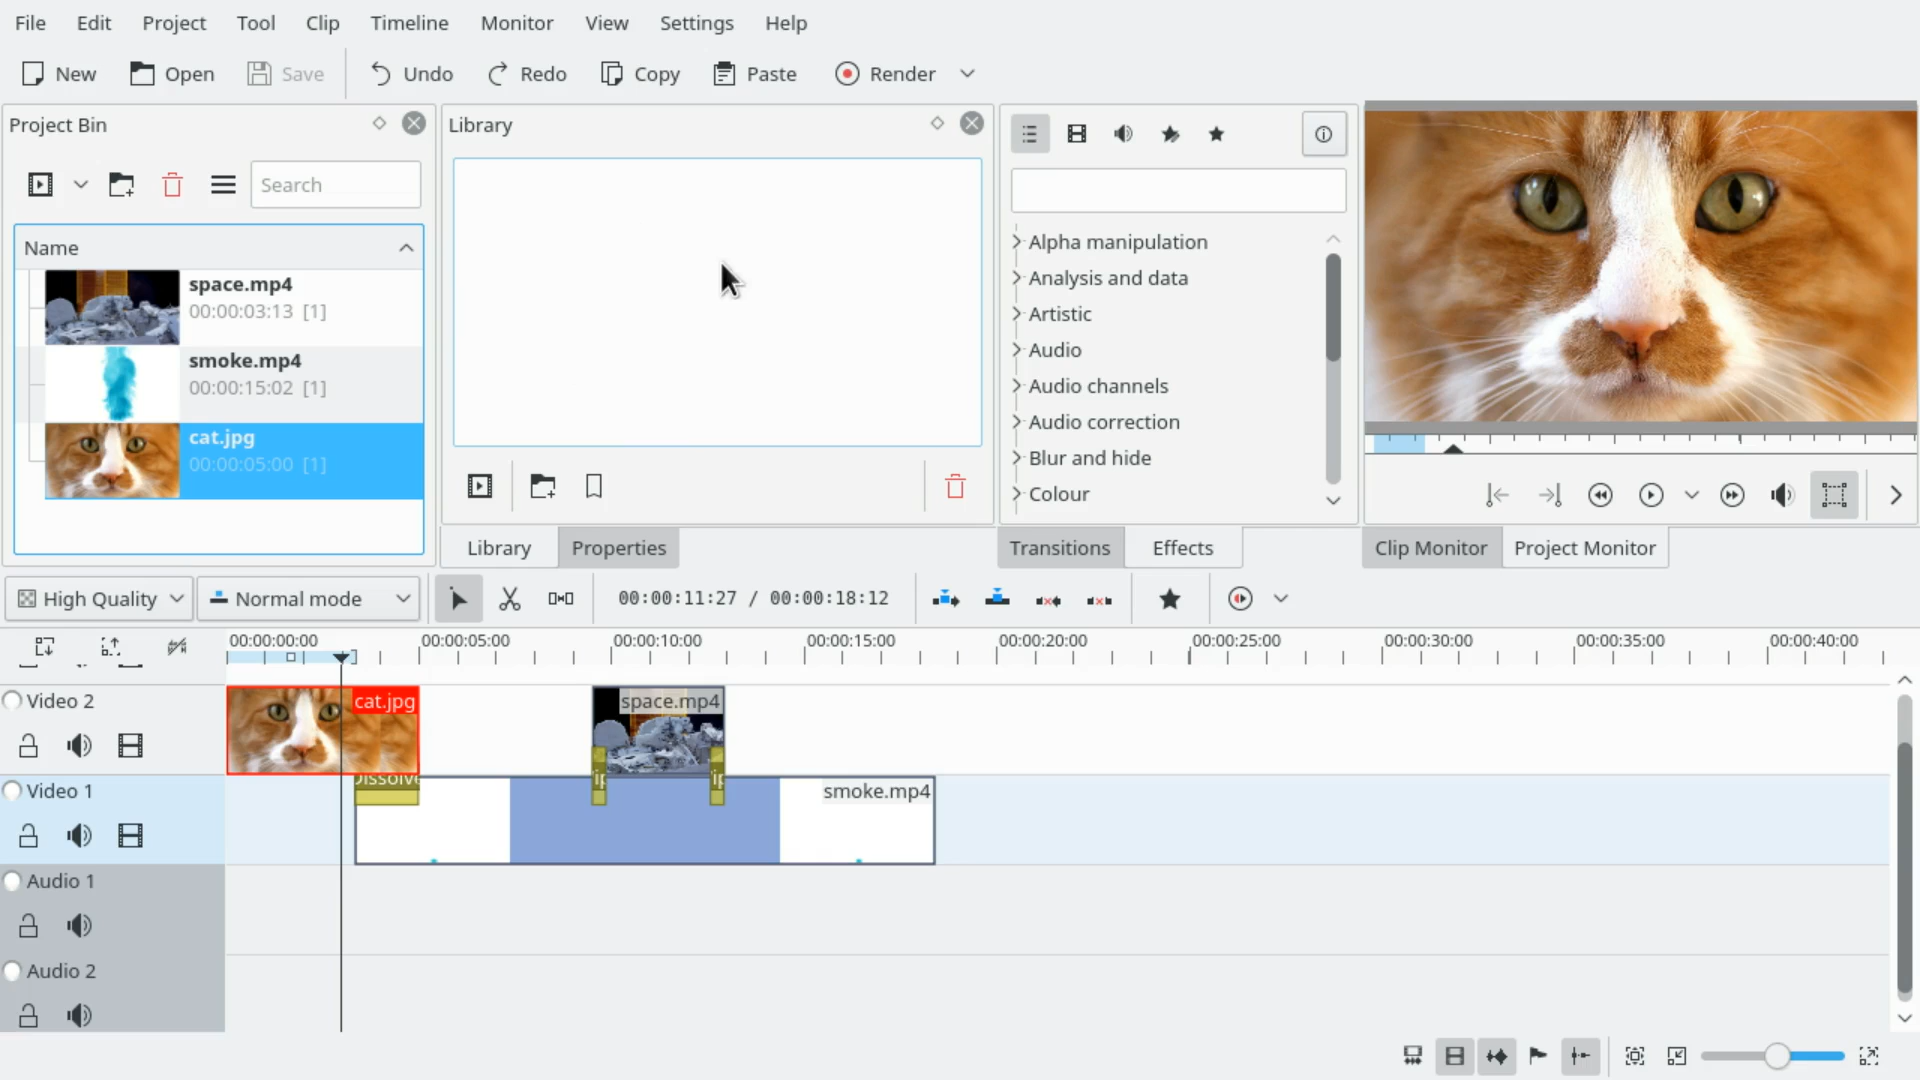 File Edit Project Tool Clip Timeline Monitor View Settings Help
New Open Save Undo Redo Copy Paste Render
Project Bin
Search
Name
space.mp4
00:00:03:13 [1]
smoke.mp4
00:00:15:02 [1]
cat.jpg
00:00:05:00 [1]
Library
Library Properties
Alpha manipulation
Analysis and data
Artistic
Audio
Audio channels
Audio correction
Blur and hide
Colour
Transitions Effects
Clip Monitor Project Monitor
High Quality Normal mode 00:00:11:27 / 00:00:18:12
00:00:00:00 00:00:05:00 00:00:10:00 00:00:15:00 00:00:20:00 00:00:25:00 00:00:30:00 00:00:35:00 00:00:40:00
Video 2 cat.jpg space.mp4
Dissolve
Video 1 smoke.mp4
Audio 1
Audio 2